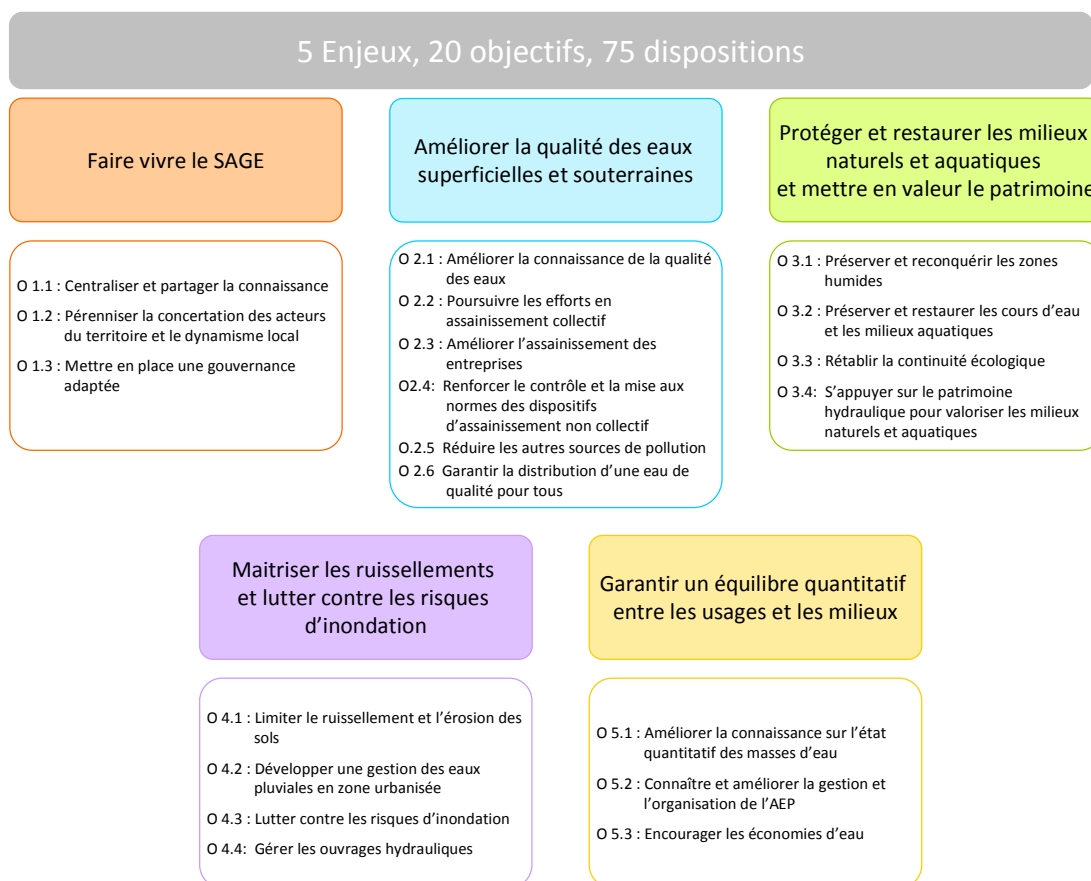 5 Enjeux, 20 objectifs, 75 dispositions
Faire vivre le SAGE
O 1.1 : Centraliser et partager la connaissance
O 1.2 : Pérenniser la concertation des acteurs
du territoire et le dynamisme local
O 1.3 : Mettre en place une gouvernance
adaptée
Améliorer la qualité des eaux
superficielles et souterraines
O 2.1 : Améliorer la connaissance de la qualité
des eaux
O 2.2 : Poursuivre les efforts en
assainissement collectif
O 2.3 : Améliorer l’assainissement des
entreprises
O2.4: Renforcer le contrôle et la mise aux
normes des dispositifs
d’assainissement non collectif
O.2.5 Réduire les autres sources de pollution
O 2.6 Garantir la distribution d’une eau de
qualité pour tous
Protéger et restaurer les milieux
naturels et aquatiques
et mettre en valeur le patrimoine
O 3.1 : Préserver et reconquérir les zones
humides
O 3.2 : Préserver et restaurer les cours d’eau
et les milieux aquatiques
O 3.3 : Rétablir la continuité écologique
O 3.4: S’appuyer sur le patrimoine
hydraulique pour valoriser les milieux
naturels et aquatiques
Maitriser les ruissellements
et lutter contre les risques
d’inondation
O 4.1 : Limiter le ruissellement et l’érosion des
sols
O 4.2 : Développer une gestion des eaux
pluviales en zone urbanisée
O 4.3 : Lutter contre les risques d’inondation
O 4.4: Gérer les ouvrages hydrauliques
Garantir un équilibre quantitatif
entre les usages et les milieux
O 5.1 : Améliorer la connaissance sur l’état
quantitatif des masses d’eau
O 5.2 : Connaître et améliorer la gestion et
l’organisation de l’AEP
O 5.3 : Encourager les économies d’eau